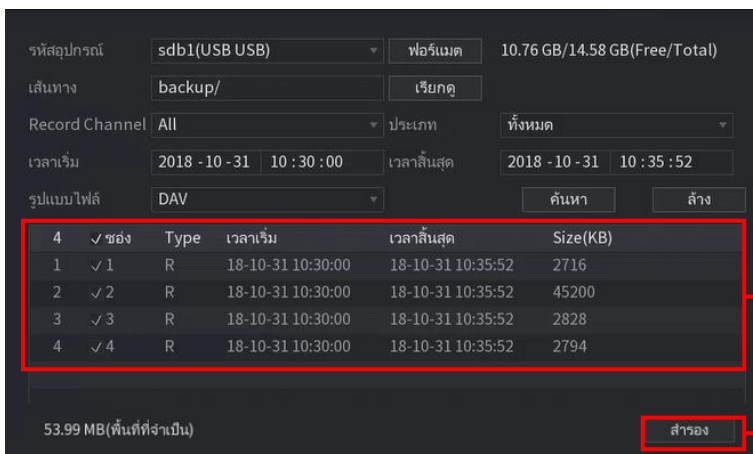 รหัสอุปกรณ์ sdb1(USB USB) ฟอร์แมต 10.76 GB/14.58 GB(Free/Total)
เส้นทาง backup/ เรียกดู
Record Channel All ประเภท ทั้งหมด
เวลาเริ่ม 2018 - 10 - 31 10 : 30 : 00 เวลาสิ้นสุด 2018 - 10 - 31 10 : 35 : 52
รูปแบบไฟล์ DAV ค้นหา ล้าง
4 ช่อง Type เวลาเริ่ม เวลาสิ้นสุด Size(KB)
1 1 R 18-10-31 10:30:00 18-10-31 10:35:52 2716
2 2 R 18-10-31 10:30:00 18-10-31 10:35:52 45200
3 3 R 18-10-31 10:30:00 18-10-31 10:35:52 2828
4 4 R 18-10-31 10:30:00 18-10-31 10:35:52 2794
53.99 MB(พื้นที่ที่จำเป็น) สำรอง